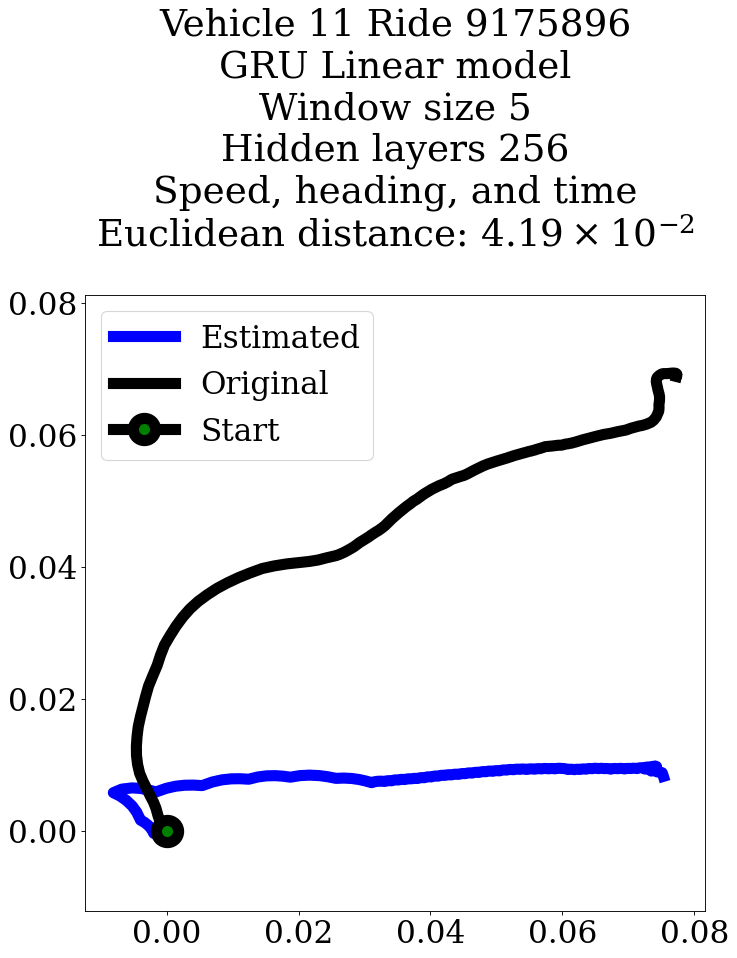 Vehicle 11 Ride 9175896
GRU Linear model
Window size 5
Hidden layers 256
Speed, heading, and time
Euclidean distance: 4.19 × 10⁻²
0.08
0.06
0.04
0.02
0.00
Estimated
Original
Start
0.00 0.02 0.04 0.06 0.08